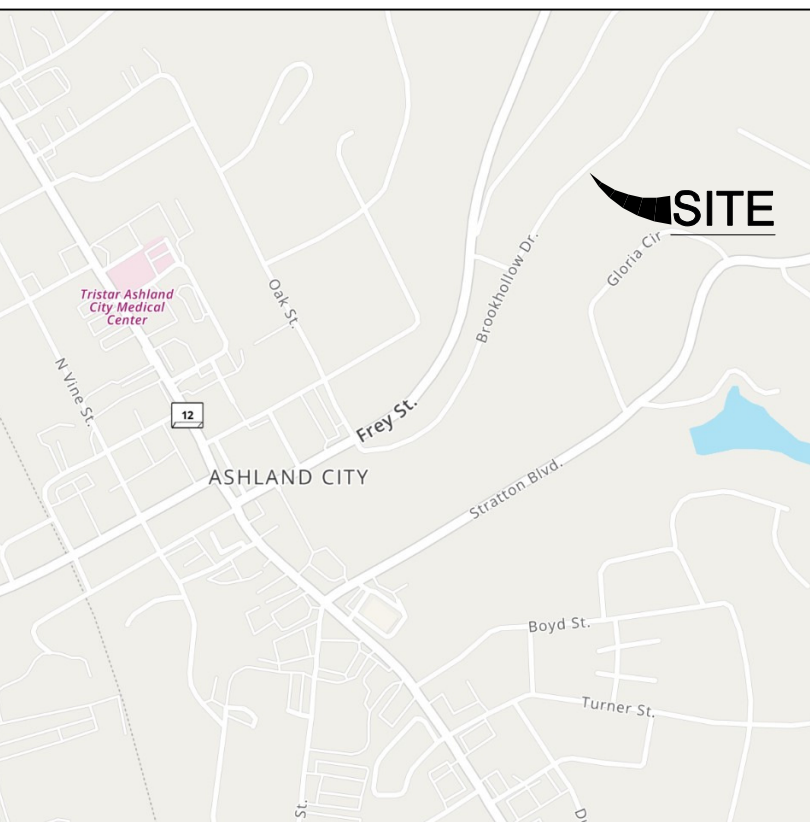 SITE
Gloria Cir
Brookhollow Dr.
Oak St.
Tristar Ashland
City Medical
Center
N Vine St.
12
Frey St.
ASHLAND CITY
Stratton Blvd.
Boyd St.
Turner St.
St.